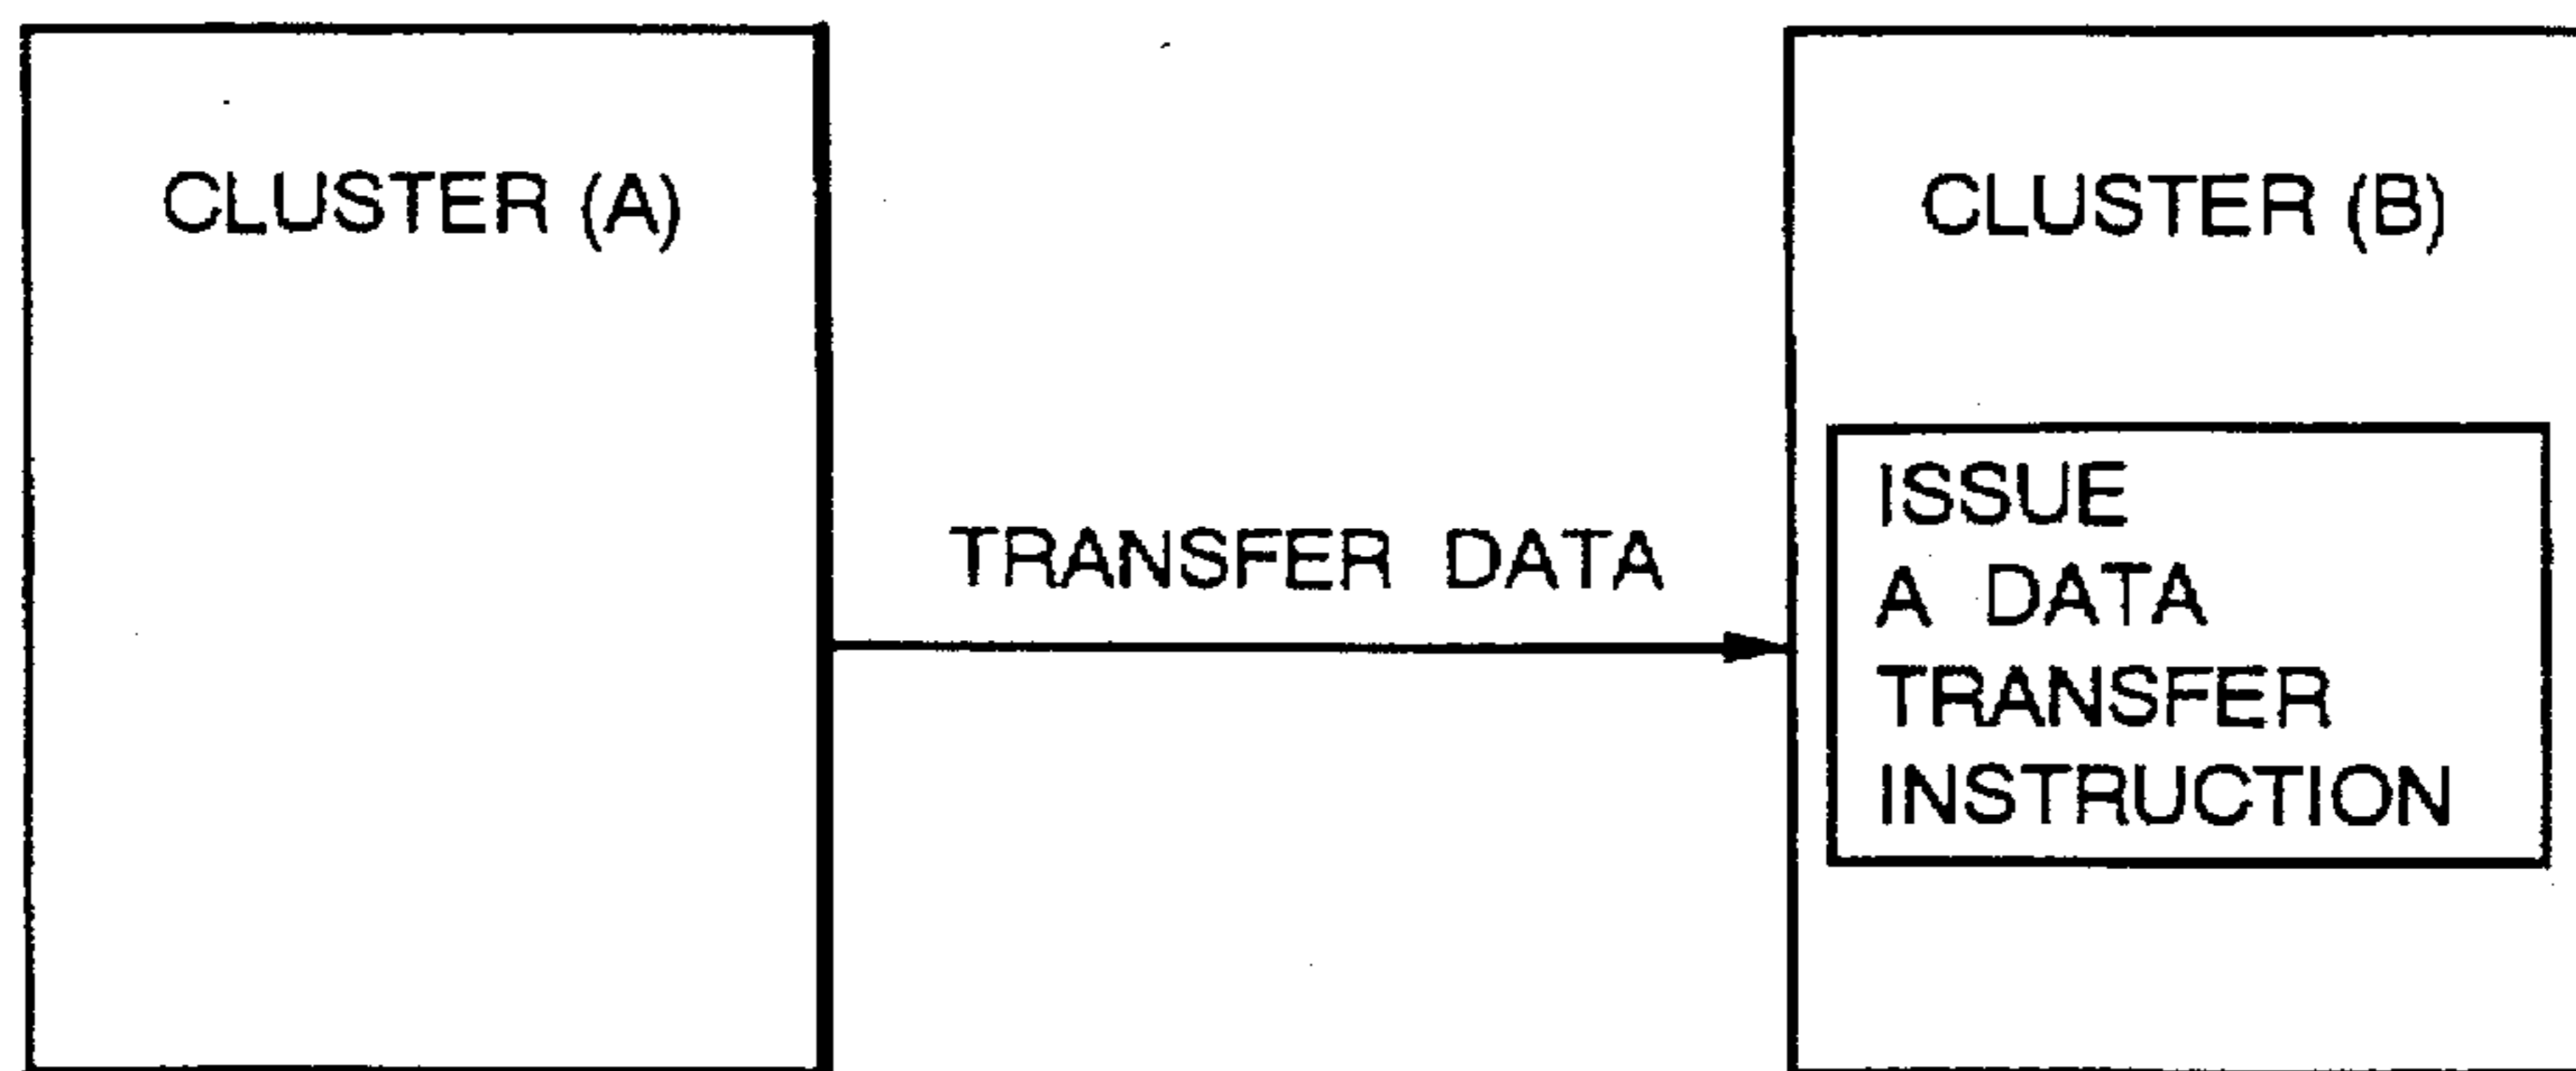 CLUSTER (A)
TRANSFER DATA
CLUSTER (B)
ISSUE
A DATA
TRANSFER
INSTRUCTION